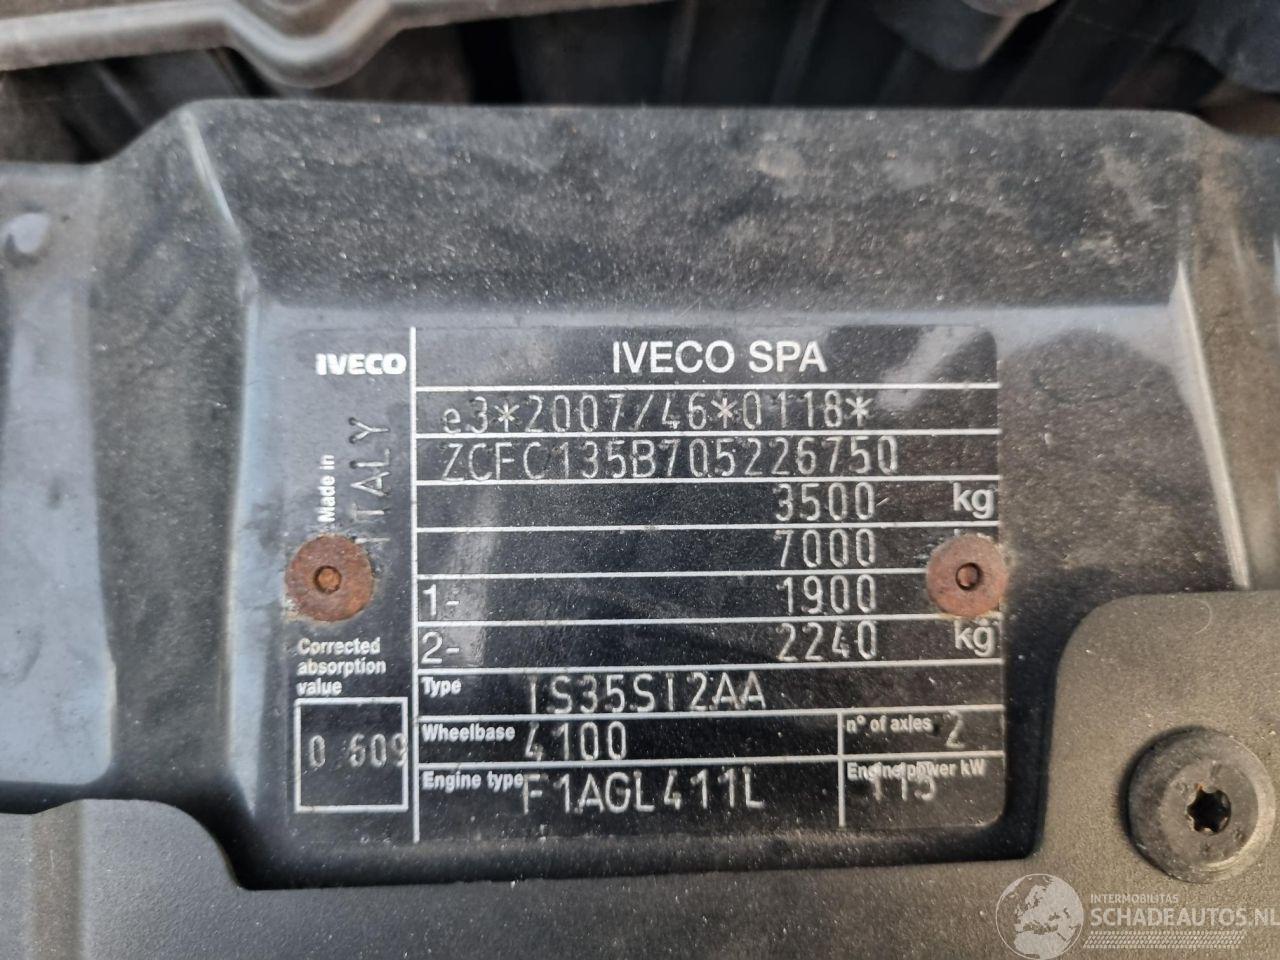 IVECO
IVECO SPA
Made in
ITALY
e3*2007/46*0118*
ZCFC135B705226750
3500 kg
7000
1- 1900
2- 2240 kg
Corrected
absorption
value
0 609
Type IS35SI2AA
Wheelbase 4100
n° of axles 2
Engine type F1AGL411L
Engine power kW
115
INTERMOBILITAS
SCHADEAUTOS.NL